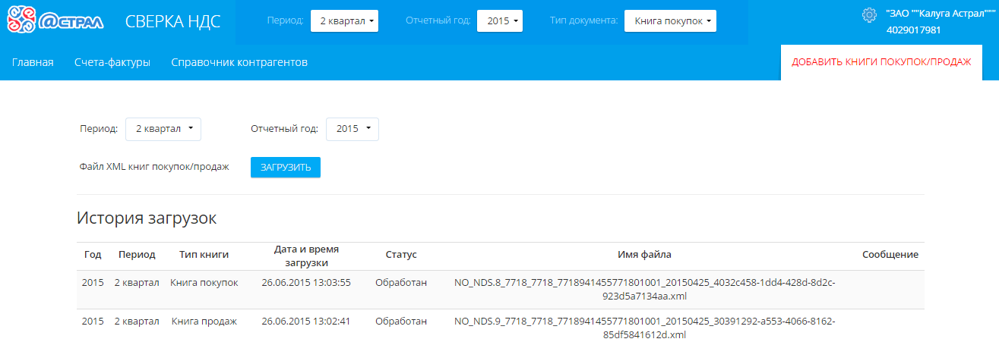 @СТРАЛ СВЕРКА НДС Период: 2 квартал Отчетный год: 2015 Тип документа: Книга покупок "ЗАО ""Калуга Астрал"""
4029017981
Главная Счета-фактуры Справочник контрагентов ДОБАВИТЬ КНИГИ ПОКУПОК/ПРОДАЖ
Период: 2 квартал Отчетный год: 2015
Файл XML книг покупок/продаж ЗАГРУЗИТЬ
История загрузок
Год Период Тип книги Дата и время загрузки Статус Имя файла Сообщение
2015 2 квартал Книга покупок 26.06.2015 13:03:55 Обработан NO_NDS.8_7718_7718_7718941455771801001_20150425_4032c458-1dd4-428d-8d2c-
923d5a7134aa.xml
2015 2 квартал Книга продаж 26.06.2015 13:02:41 Обработан NO_NDS.9_7718_7718_7718941455771801001_20150425_30391292-a553-4066-8162-
85df5841612d.xml